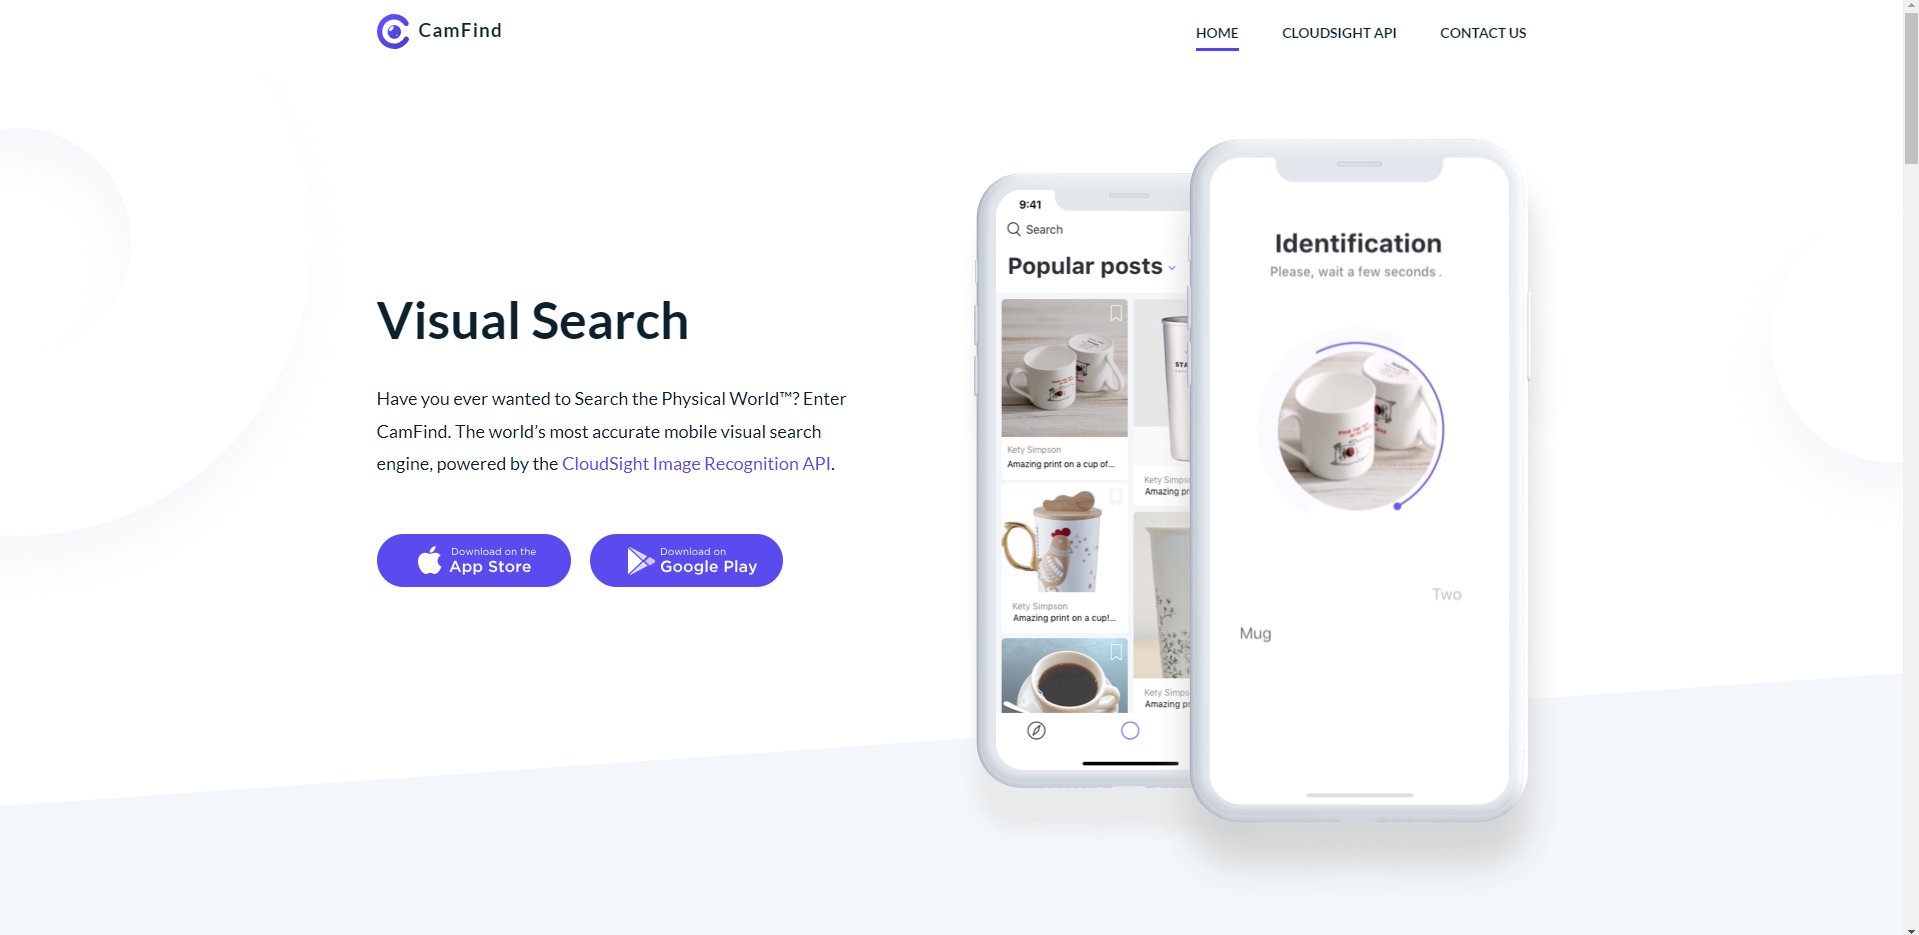 CamFind
HOME
CLOUDSIGHT API
CONTACT US
Visual Search
Have you ever wanted to Search the Physical World™? Enter
CamFind. The world’s most accurate mobile visual search
engine, powered by the CloudSight Image Recognition API.
Download on the
App Store
Download on
Google Play
9:41
Search
Popular posts
Kety Simpson
Amazing print on a cup of...
Kety Simpson
Amazing print on a cup!...
Kety Simps
Amazing pr
Kety Simps
Amazing pr
Identification
Please, wait a few seconds .
Two
Mug